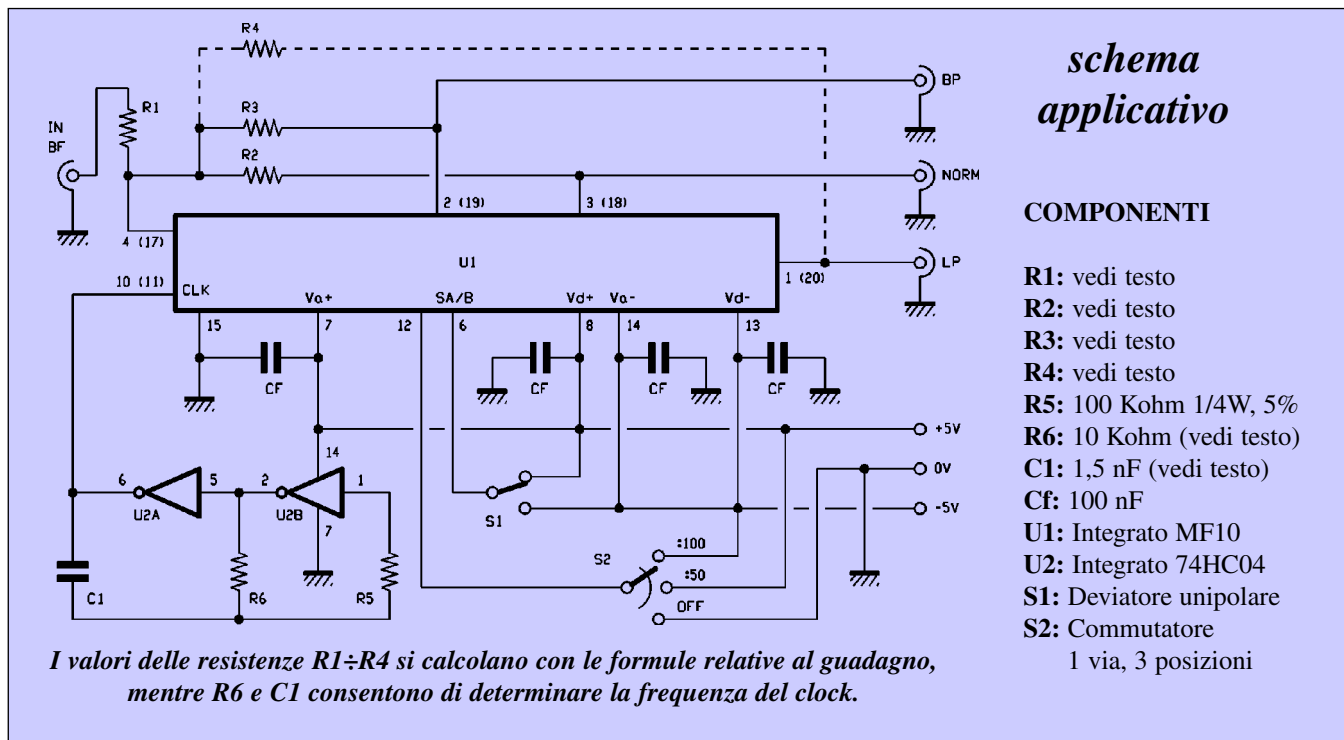 schema
applicativo
COMPONENTI
R1: vedi testo
R2: vedi testo
R3: vedi testo
R4: vedi testo
R5: 100 Kohm 1/4W, 5%
R6: 10 Kohm (vedi testo)
C1: 1,5 nF (vedi testo)
Cf: 100 nF
U1: Integrato MF10
U2: Integrato 74HC04
S1: Deviatore unipolare
S2: Commutatore
1 via, 3 posizioni
R4
R1
R3
R2
IN
BF
BP
NORM
LP
2 (19)
3 (18)
4 (17)
U1
1 (20)
10 (11)
CLK
Va+
SA/B
Vd+
Va-
Vd-
15
7
12
6
8
14
13
CF
CF
CF
CF
+5V
0V
-5V
14
6
5
2
1
U2A
U2B
7
S1
S2
:100
:50
OFF
C1
R6
R5
I valori delle resistenze R1÷R4 si calcolano con le formule relative al guadagno,
mentre R6 e C1 consentono di determinare la frequenza del clock.